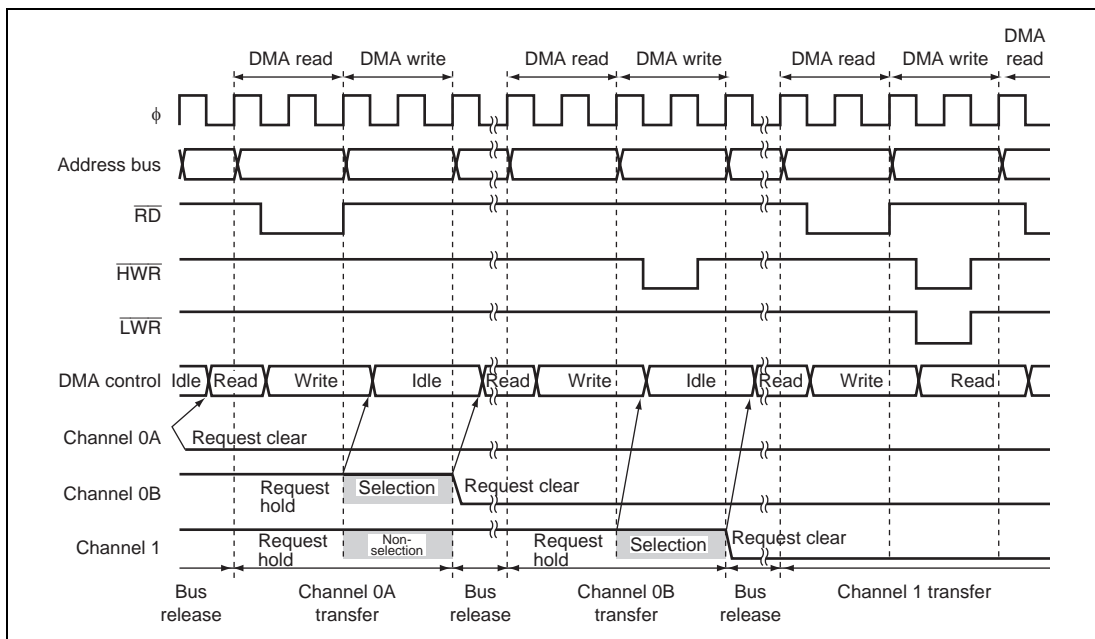 DMA read
DMA write
DMA read
DMA write
DMA read
DMA write
DMA
read
φ
Address bus
RD
HWR
LWR
DMA control
Idle
Read
Write
Idle
Read
Write
Idle
Read
Write
Read
Channel 0A
Request clear
Channel 0B
Request
hold
Selection
Request clear
Channel 1
Request
hold
Non-
selection
Request
hold
Selection
Request clear
Bus
release
Channel 0A
transfer
Bus
release
Channel 0B
transfer
Bus
release
Channel 1 transfer